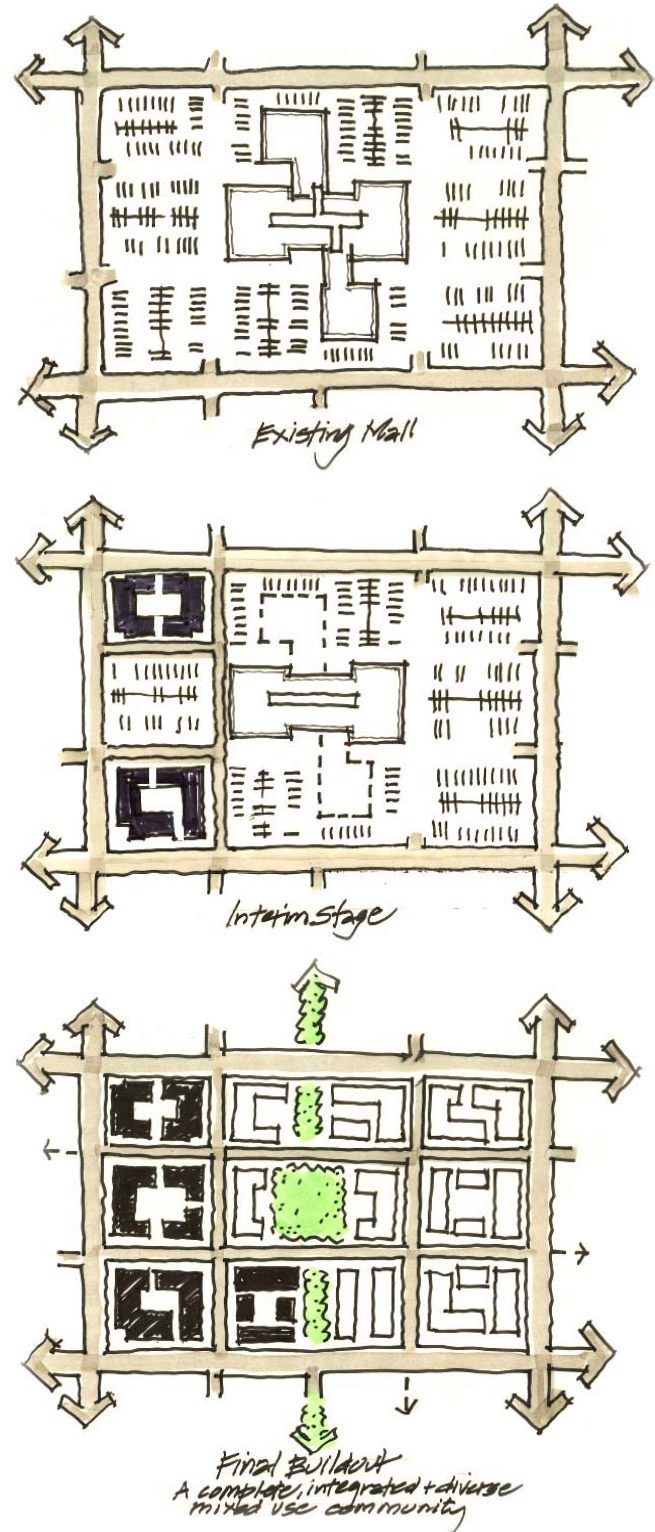 Existing Mall
Interim Stage
Final Buildout
A complete, integrated + diverse
mixed use community